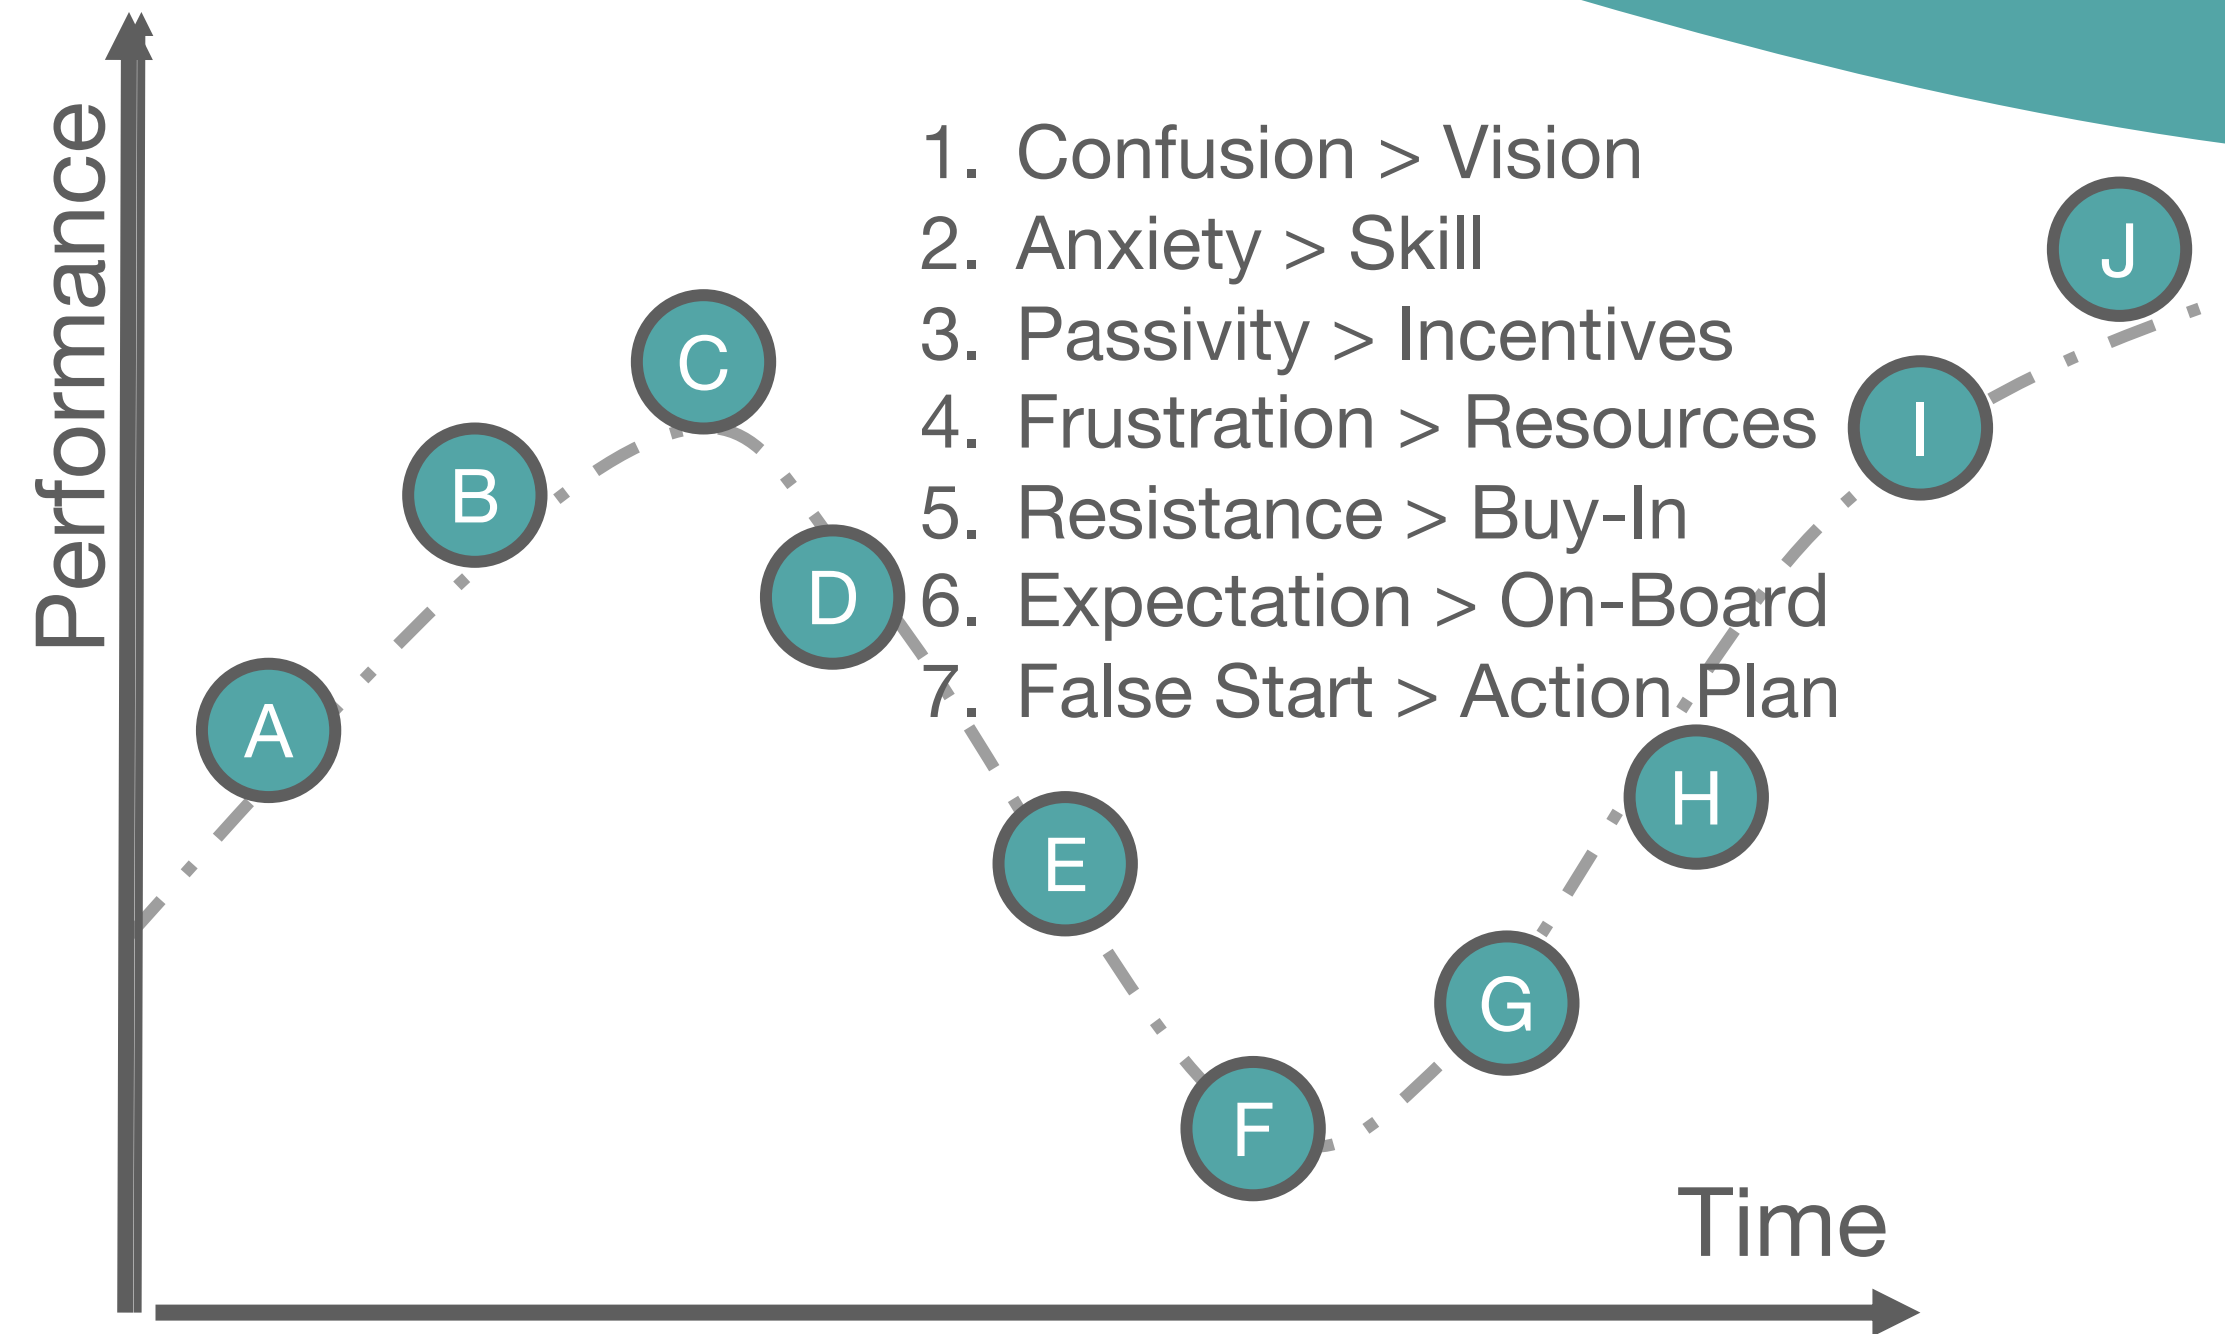 Performance
1. Confusion > Vision
2. Anxiety > Skill
3. Passivity > Incentives
4. Frustration > Resources
5. Resistance > Buy-In
6. Expectation > On-Board
7. False Start > Action Plan
A
B
C
D
E
F
G
H
I
J
Time